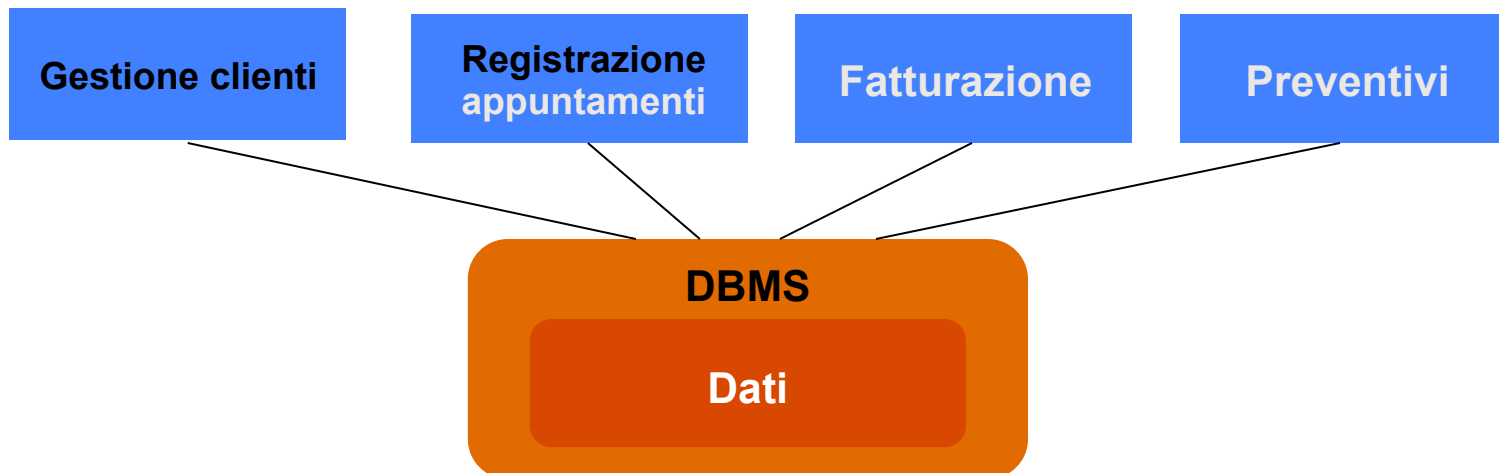 Gestione clienti
Registrazione
appuntamenti
Fatturazione
Preventivi
DBMS
Dati